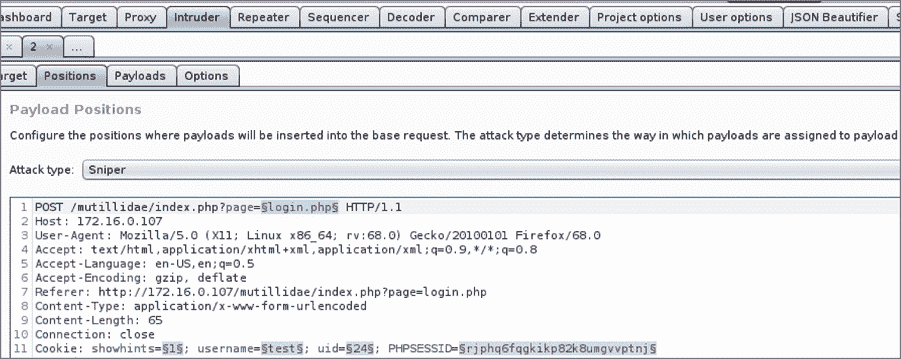 ashboard Target Proxy Intruder Repeater Sequencer Decoder Comparer Extender Project options User options JSON Beautifier
× 2 × ...
arget Positions Payloads Options
Payload Positions
Configure the positions where payloads will be inserted into the base request. The attack type determines the way in which payloads are assigned to payload
Attack type: Sniper
1 POST /mutillidae/index.php?page=§login.php§ HTTP/1.1
2 Host: 172.16.0.107
3 User-Agent: Mozilla/5.0 (X11; Linux x86_64; rv:68.0) Gecko/20100101 Firefox/68.0
4 Accept: text/html,application/xhtml+xml,application/xml;q=0.9,*/*;q=0.8
5 Accept-Language: en-US,en;q=0.5
6 Accept-Encoding: gzip, deflate
7 Referer: http://172.16.0.107/mutillidae/index.php?page=login.php
8 Content-Type: application/x-www-form-urlencoded
9 Content-Length: 65
10 Connection: close
11 Cookie: showhints=§1§; username=§test§; uid=§24§; PHPSESSID=§rjphq6fqgkikp82k8umgvvptnj§